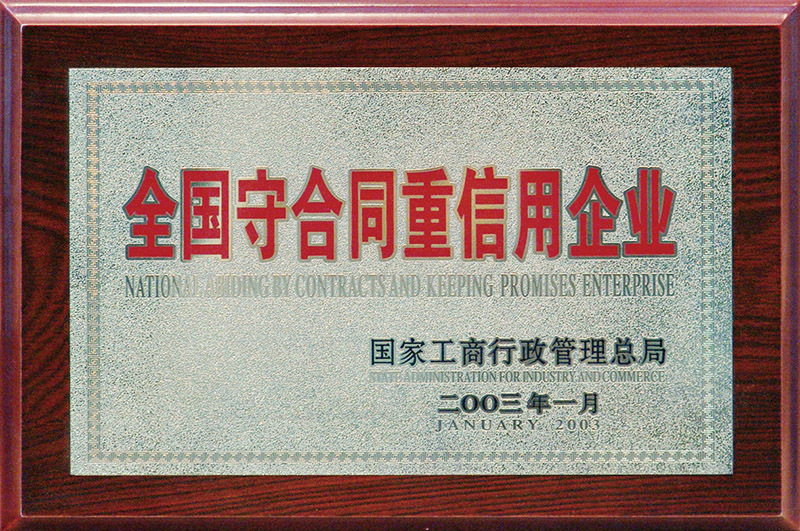 全国守合同重信用企业
NATIONAL ABIDING BY CONTRACTS AND KEEPING PROMISES ENTERPRISE
国家工商行政管理总局
STATE ADMINISTRATION FOR INDUSTRY AND COMMERCE
二OO三年一月
JANUARY 2003